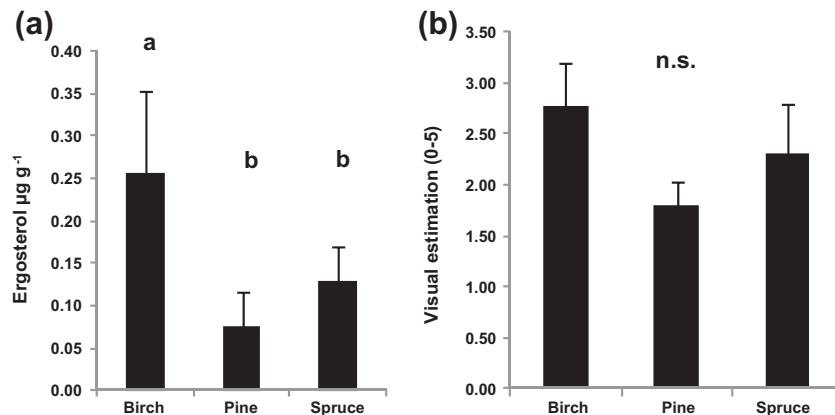 (a)
a
b
b
Ergosterol µg g-1
0.40
0.35
0.30
0.25
0.20
0.15
0.10
0.05
0.00
Birch Pine Spruce
(b)
n.s.
Visual estimation (0-5)
3.50
3.00
2.50
2.00
1.50
1.00
0.50
0.00
Birch Pine Spruce